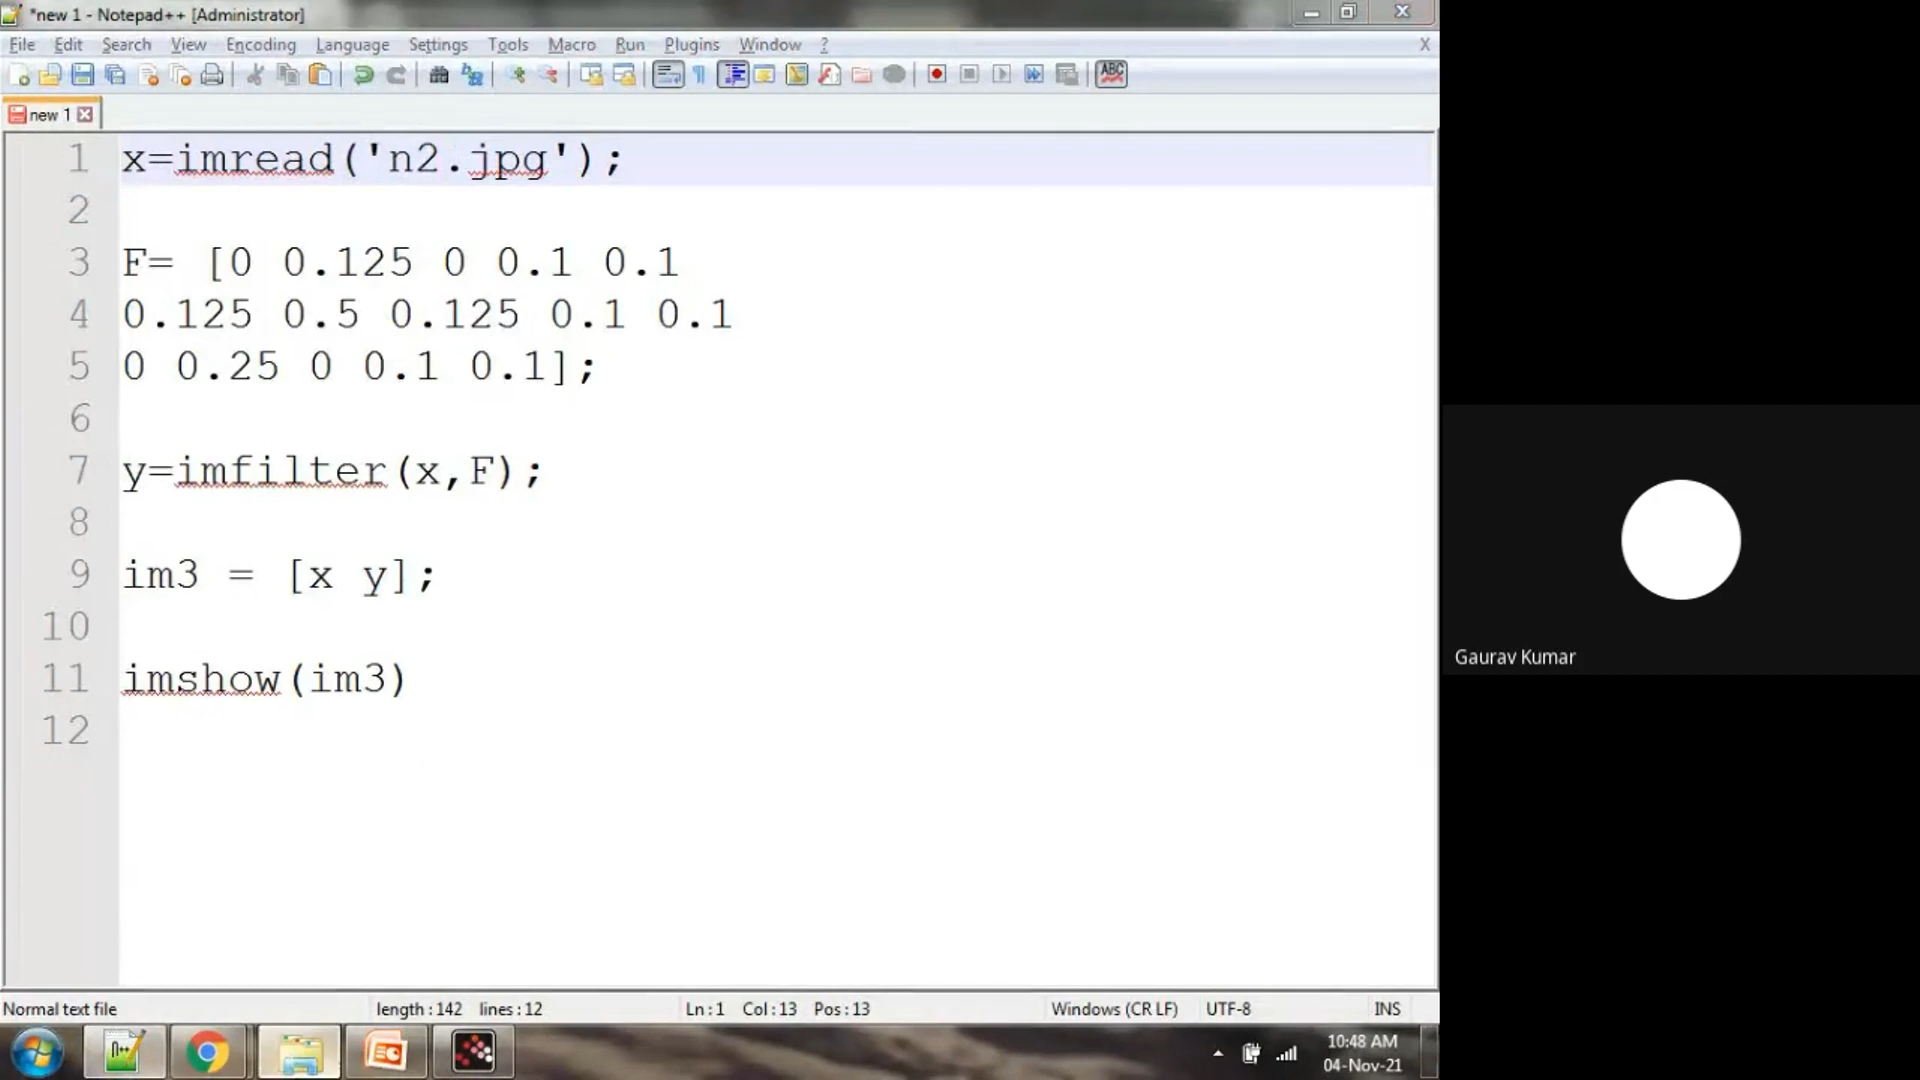 *new 1 - Notepad++ [Administrator]
File Edit Search View Encoding Language Settings Tools Macro Run Plugins Window ? X
ABC
new 1
1 x=imread('n2.jpg');
2
3 F= [0 0.125 0 0.1 0.1
4 0.125 0.5 0.125 0.1 0.1
5 0 0.25 0 0.1 0.1];
6
7 y=imfilter(x,F);
8
9 im3 = [x y];
10
11 imshow(im3)
12
Gaurav Kumar
Normal text file length : 142 lines : 12 Ln : 1 Col : 13 Pos : 13 Windows (CR LF) UTF-8 INS
10:48 AM
04-Nov-21